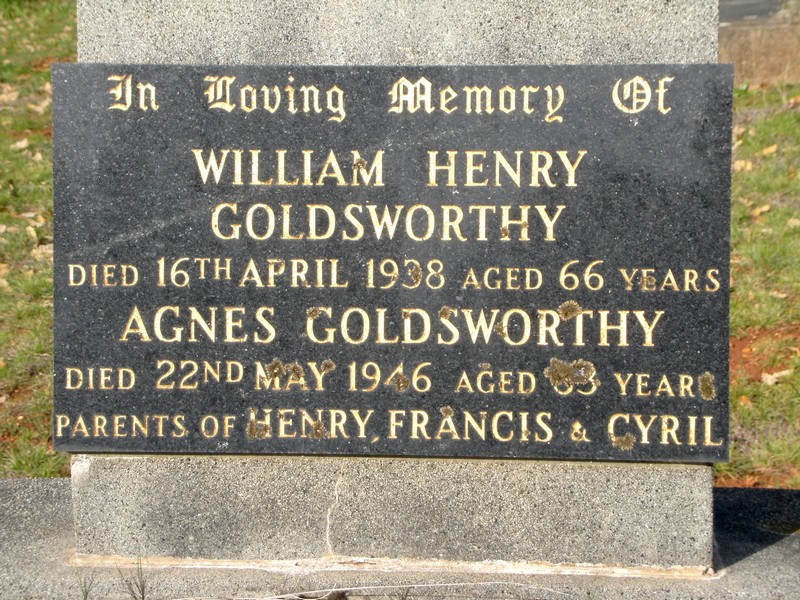 In Loving Memory Of
WILLIAM HENRY
GOLDSWORTHY
DIED 16TH APRIL 1938 AGED 66 YEARS
AGNES GOLDSWORTHY
DIED 22ND MAY 1946 AGED YEARS
PARENTS OF HENRY, FRANCIS & CYRIL